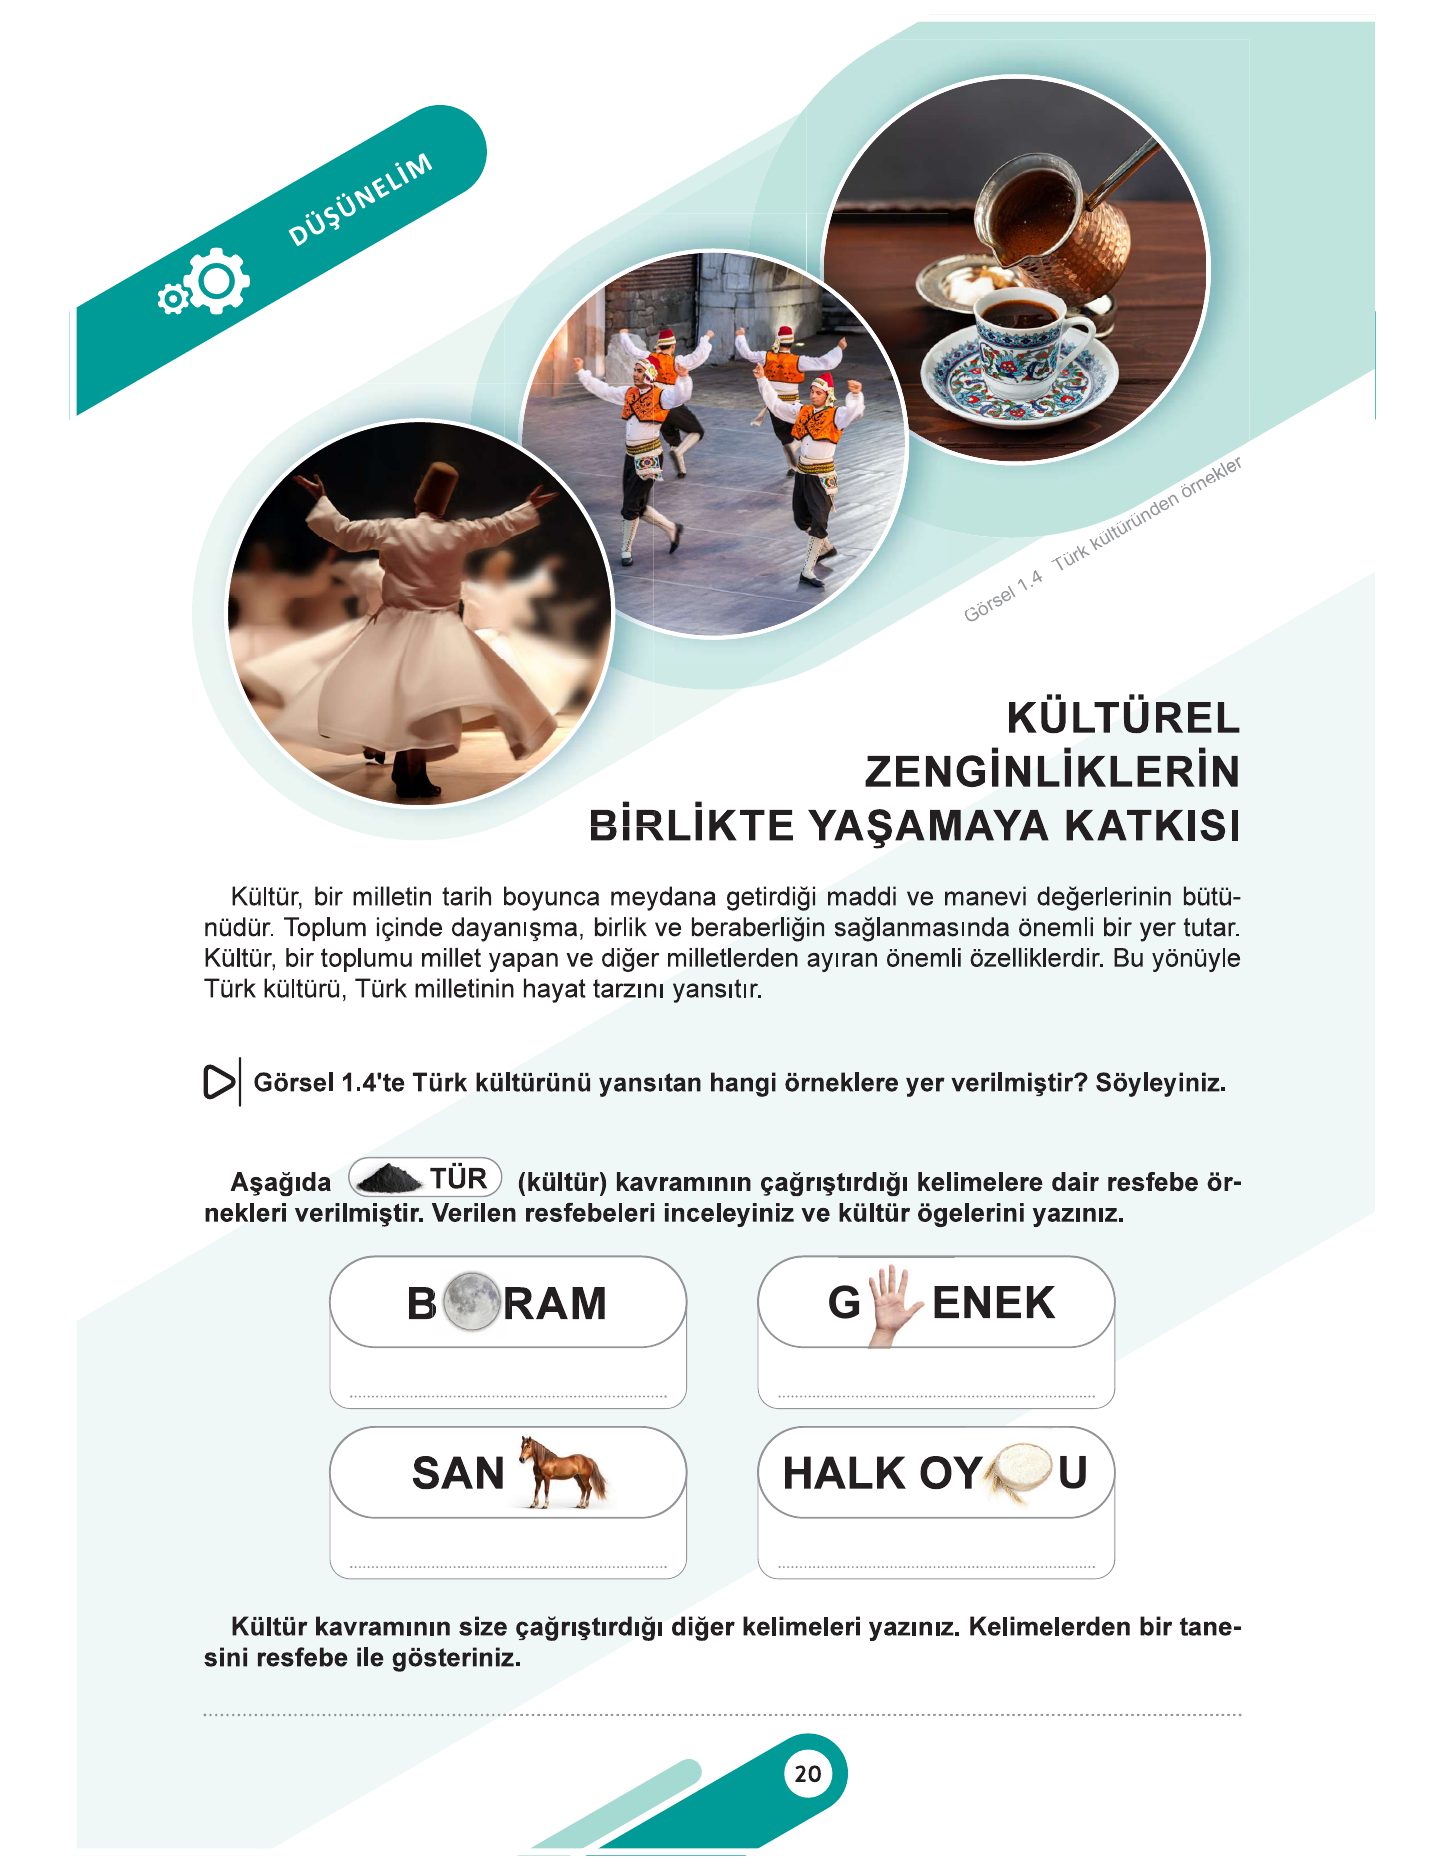 DÜŞÜNELİM
Görsel 1.4 Türk kültüründen örnekler
KÜLTÜREL
ZENGİNLİKLERİN
BİRLİKTE YAŞAMAYA KATKISI
Kültür, bir milletin tarih boyunca meydana getirdiği maddi ve manevi değerlerinin bütü-
nüdür. Toplum içinde dayanışma, birlik ve beraberliğin sağlanmasında önemli bir yer tutar.
Kültür, bir toplumu millet yapan ve diğer milletlerden ayıran önemli özelliklerdir. Bu yönüyle
Türk kültürü, Türk milletinin hayat tarzını yansıtır.
Görsel 1.4'te Türk kültürünü yansıtan hangi örneklere yer verilmiştir? Söyleyiniz.
Aşağıda TÜR (kültür) kavramının çağrıştırdığı kelimelere dair resfebe ör-
nekleri verilmiştir. Verilen resfebeleri inceleyiniz ve kültür ögelerini yazınız.
B RAM
G ENEK
SAN
HALK OY U
Kültür kavramının size çağrıştırdığı diğer kelimeleri yazınız. Kelimelerden bir tane-
sini resfebe ile gösteriniz.
20